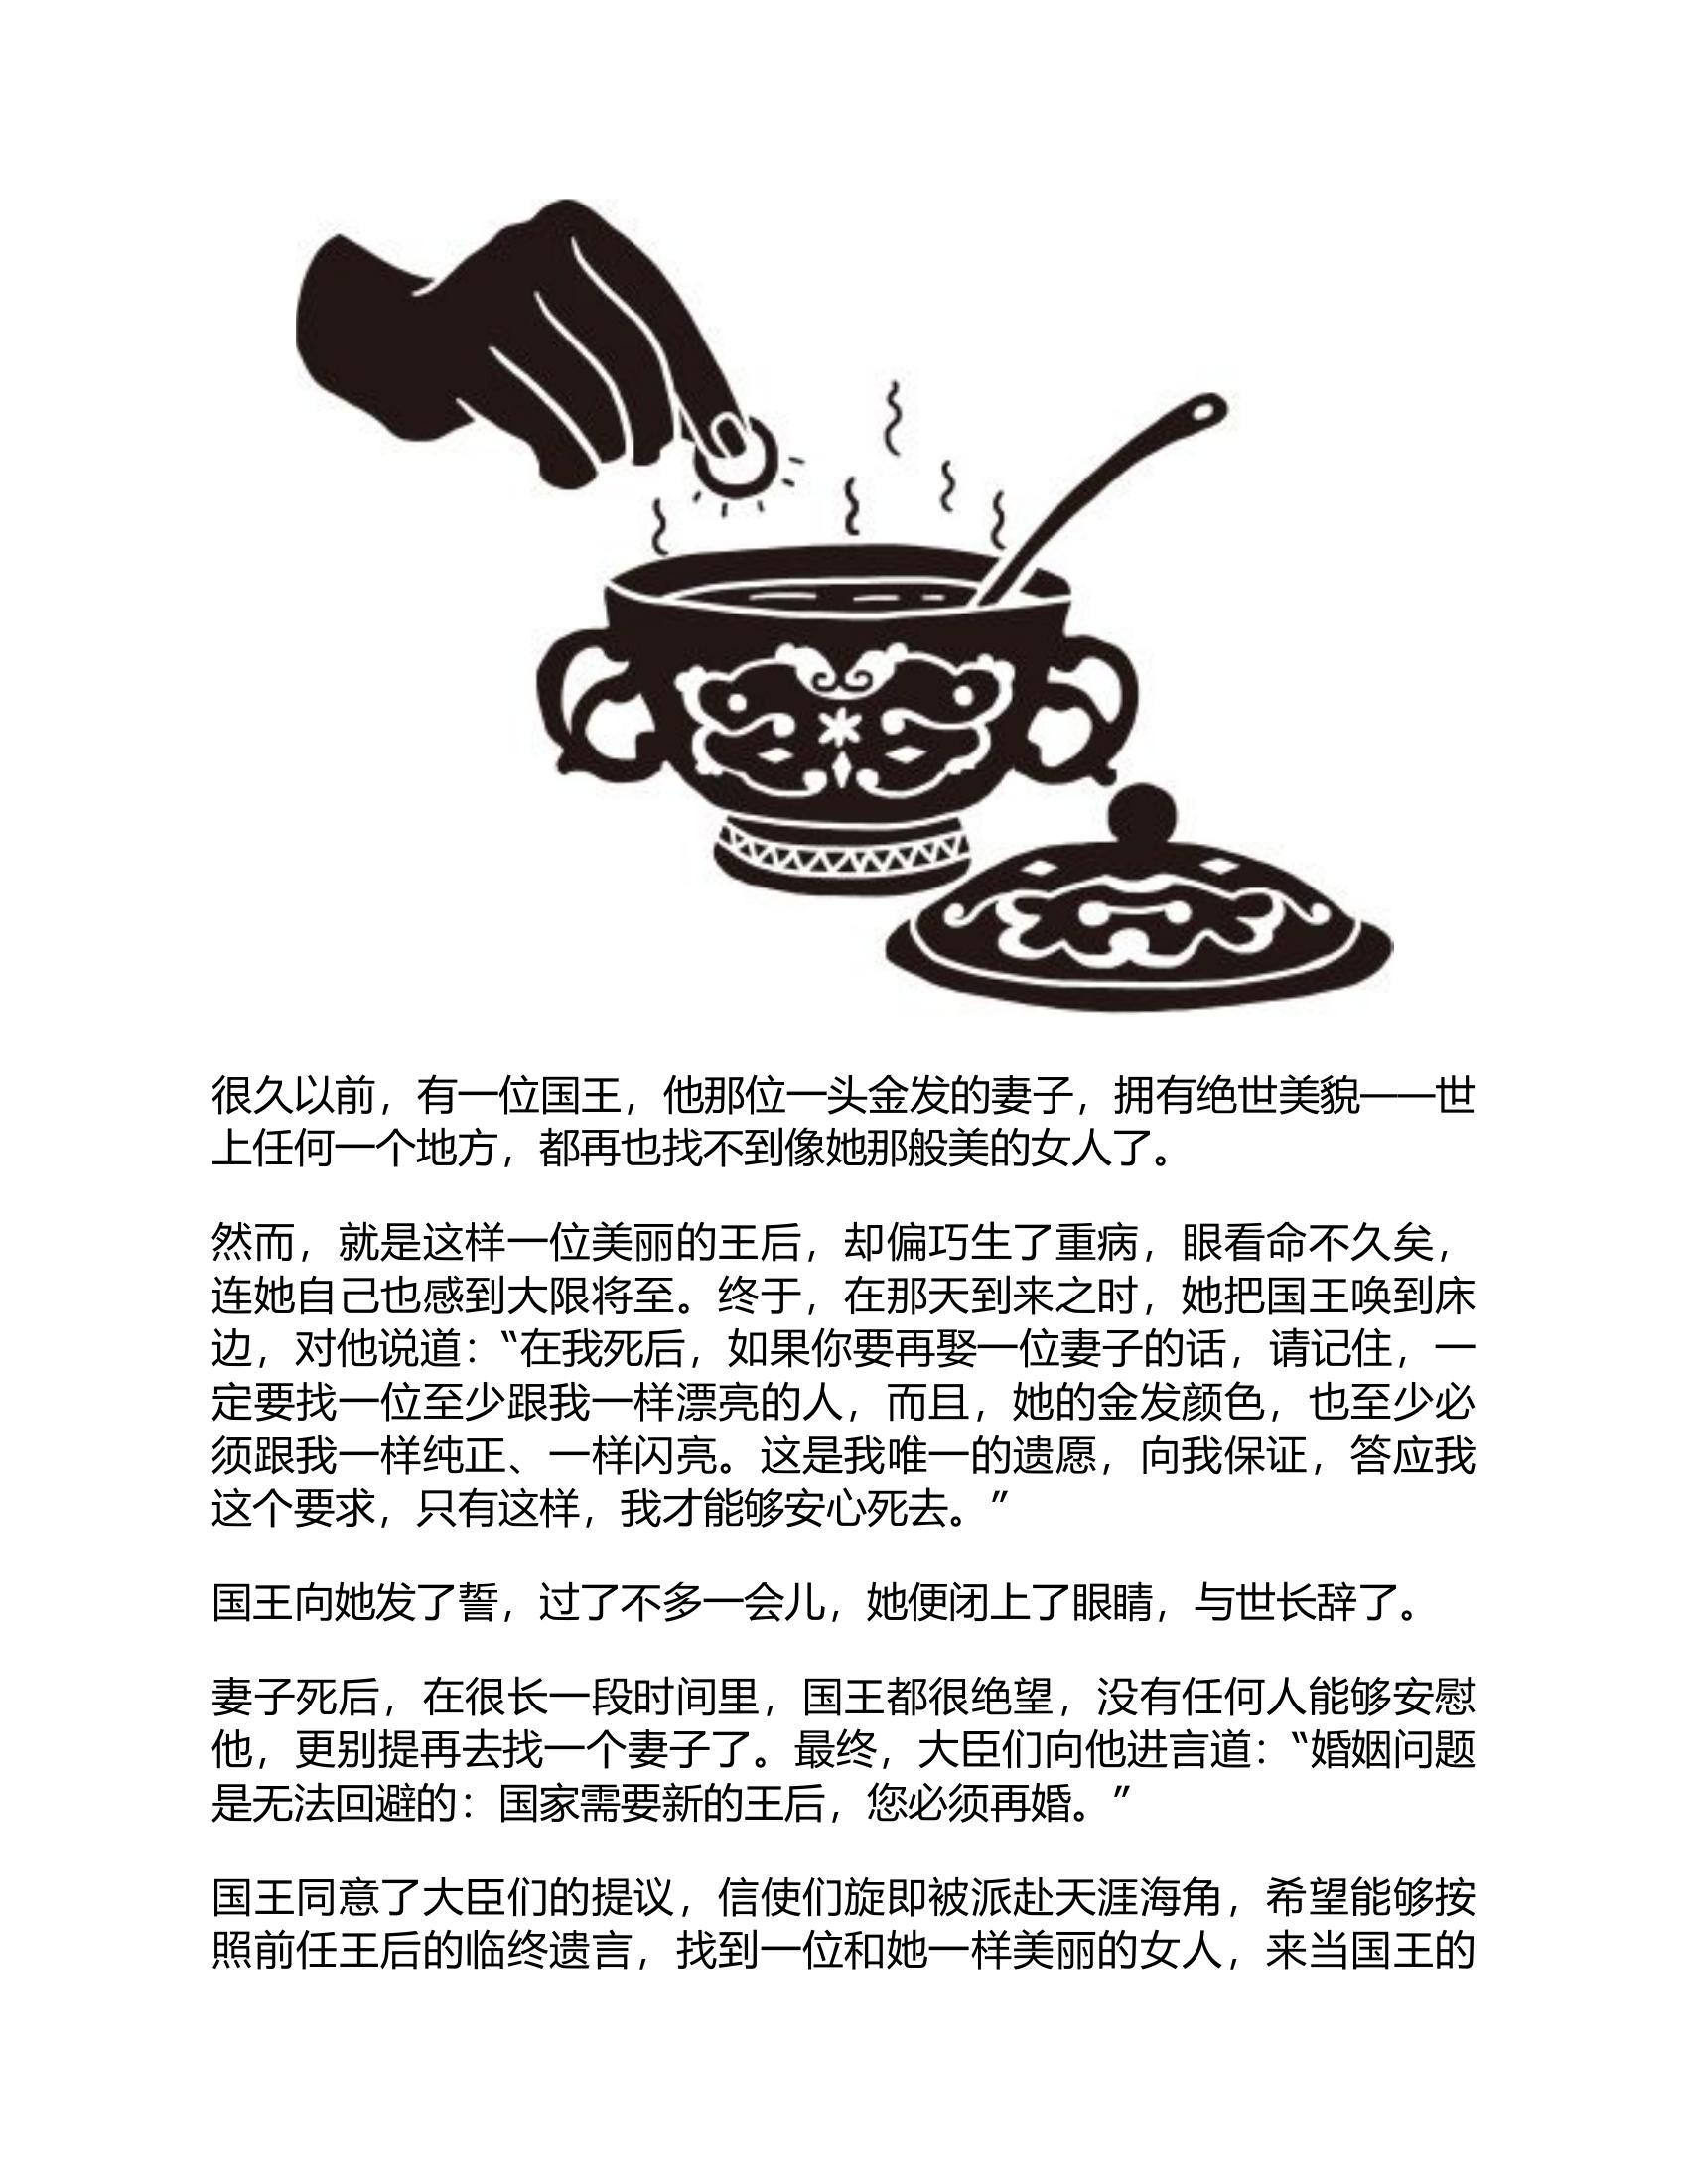 很久以前，有一位国王，他那位一头金发的妻子，拥有绝世美貌——世
上任何一个地方，都再也找不到像她那般美的女人了。
然而，就是这样一位美丽的王后，却偏巧生了重病，眼看命不久矣，
连她自己也感到大限将至。终于，在那天到来之时，她把国王唤到床
边，对他说道：“在我死后，如果你要再娶一位妻子的话，请记住，一
定要找一位至少跟我一样漂亮的人，而且，她的金发颜色，也至少必
须跟我一样纯正、一样闪亮。这是我唯一的遗愿，向我保证，答应我
这个要求，只有这样，我才能够安心死去。”
国王向她发了誓，过了不多一会儿，她便闭上了眼睛，与世长辞了。
妻子死后，在很长一段时间里，国王都很绝望，没有任何人能够安慰
他，更别提再去找一个妻子了。最终，大臣们向他进言道：“婚姻问题
是无法回避的：国家需要新的王后，您必须再婚。”
国王同意了大臣们的提议，信使们旋即被派赴天涯海角，希望能够按
照前任王后的临终遗言，找到一位和她一样美丽的女人，来当国王的